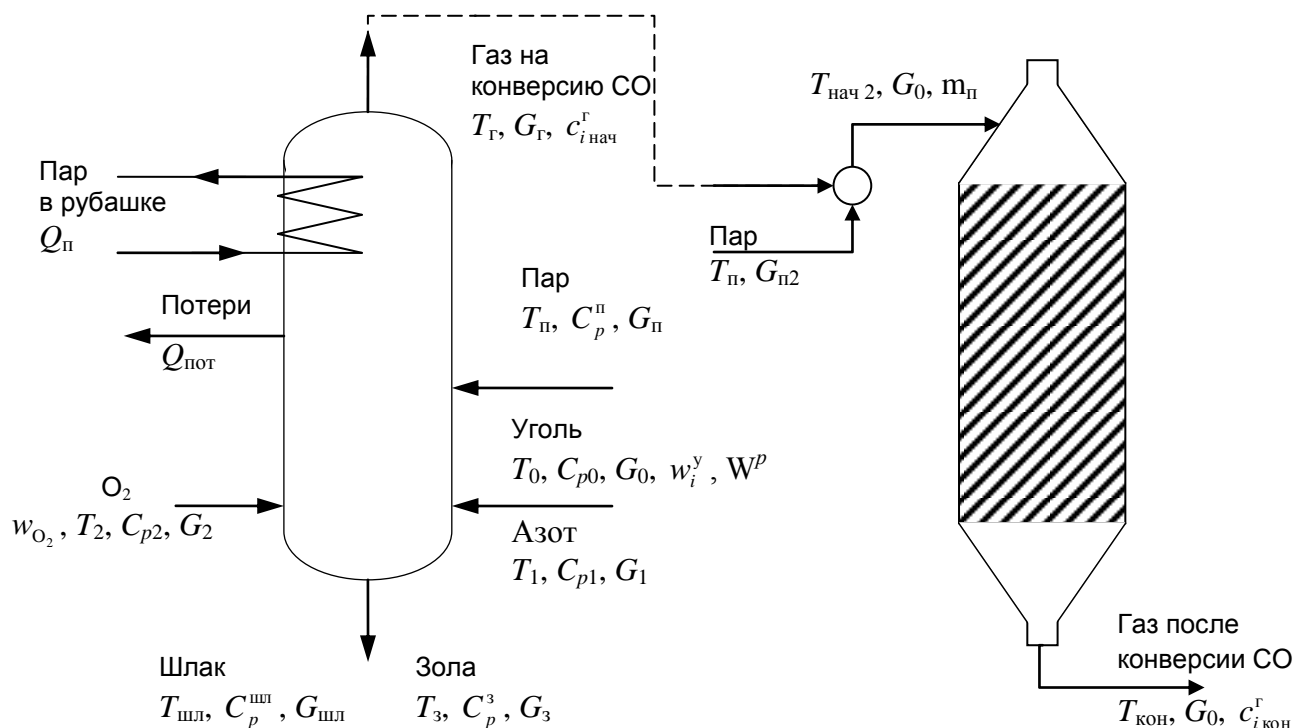 Газ на
конверсию СО
Tг, Gг, cгi нач
Tнач 2, G0, mп
Пар
в рубашке
Qп
Пар
Tп, Gп2
Потери
Qпот
Пар
Tп, Cпp, Gп
Уголь
T0, Cp0, G0, wуi, Wp
O2
wO2, T2, Cp2, G2
Азот
T1, Cp1, G1
Шлак
Tшл, Cшлp, Gшл
Зола
Tз, Cзp, Gз
Газ после
конверсии СО
Tкон, G0, cгi кон